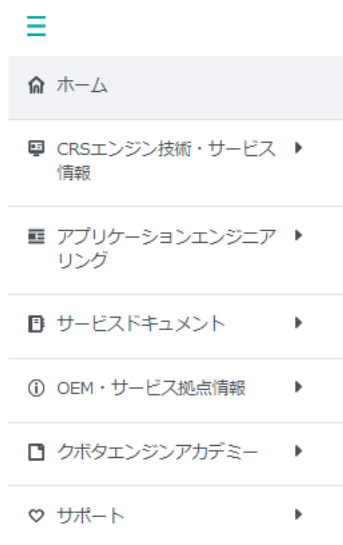 ホーム
CRSエンジン技術・サービス
情報
アプリケーションエンジニア
リング
サービスドキュメント
OEM・サービス拠点情報
クボタエンジンアカデミー
サポート